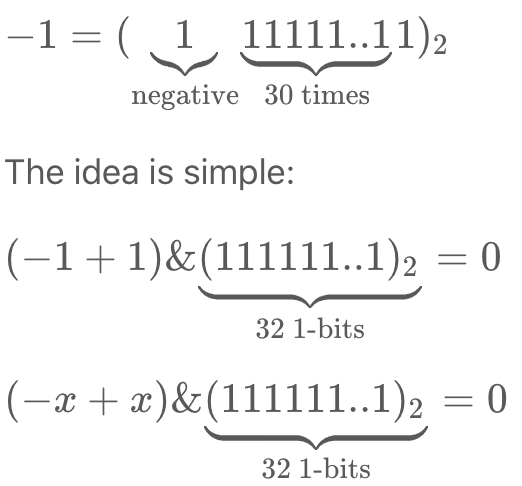 −1 = ( 1 11111..11)₂
negative 30 times
The idea is simple:
(−1 + 1)&(111111..1)₂ = 0
32 1-bits
(−x + x)&(111111..1)₂ = 0
32 1-bits